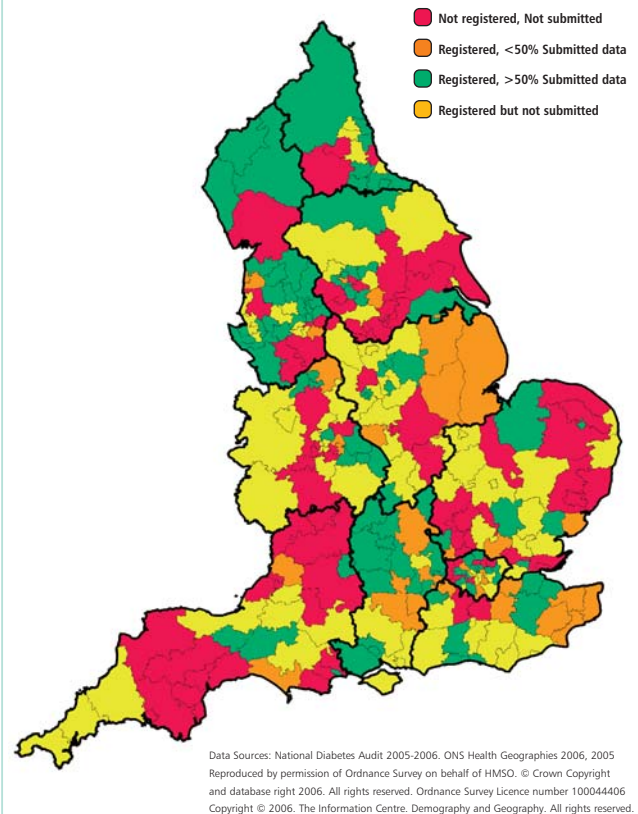 Not registered, Not submitted
Registered, <50% Submitted data
Registered, >50% Submitted data
Registered but not submitted
Data Sources: National Diabetes Audit 2005-2006. ONS Health Geographies 2006, 2005
Reproduced by permission of Ordnance Survey on behalf of HMSO. © Crown Copyright
and database right 2006. All rights reserved. Ordnance Survey Licence number 100044406
Copyright © 2006. The Information Centre. Demography and Geography. All rights reserved.